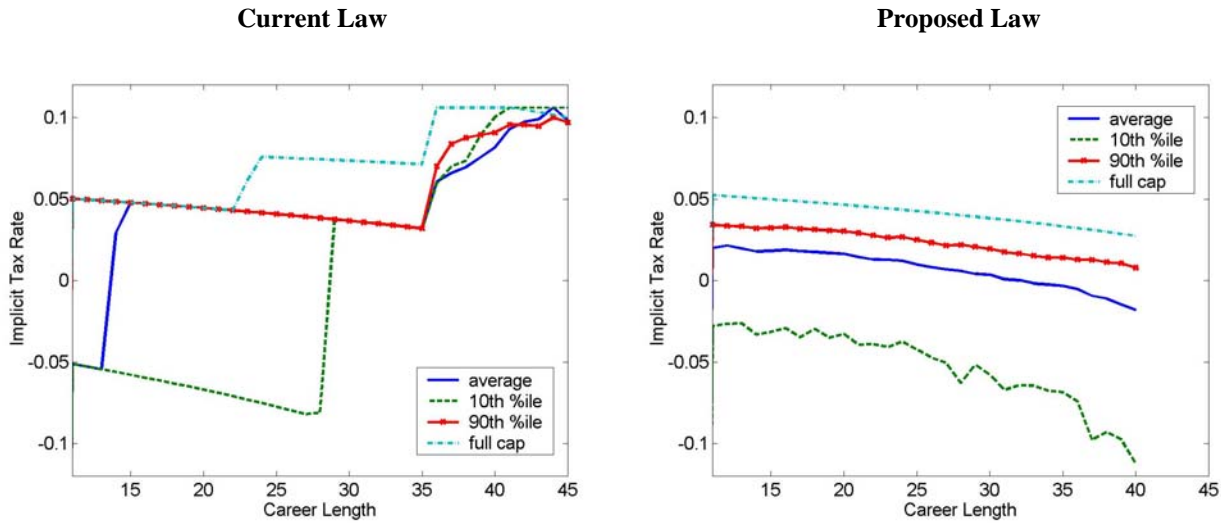 Current Law
Proposed Law
0.1
0.05
0
-0.05
-0.1
Implicit Tax Rate
15 20 25 30 35 40 45
Career Length
average
10th %ile
90th %ile
full cap
0.1
0.05
0
-0.05
-0.1
Implicit Tax Rate
15 20 25 30 35 40 45
Career Length
average
10th %ile
90th %ile
full cap